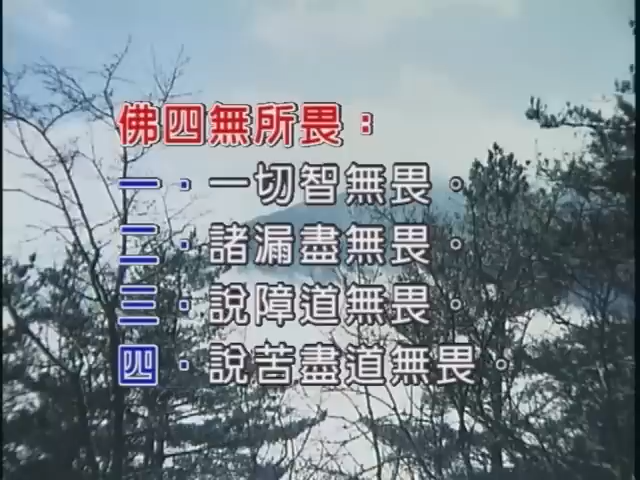 佛四無所畏：
一．一切智無畏。
二．諸漏盡無畏。
三．說障道無畏。
四．說苦盡道無畏。